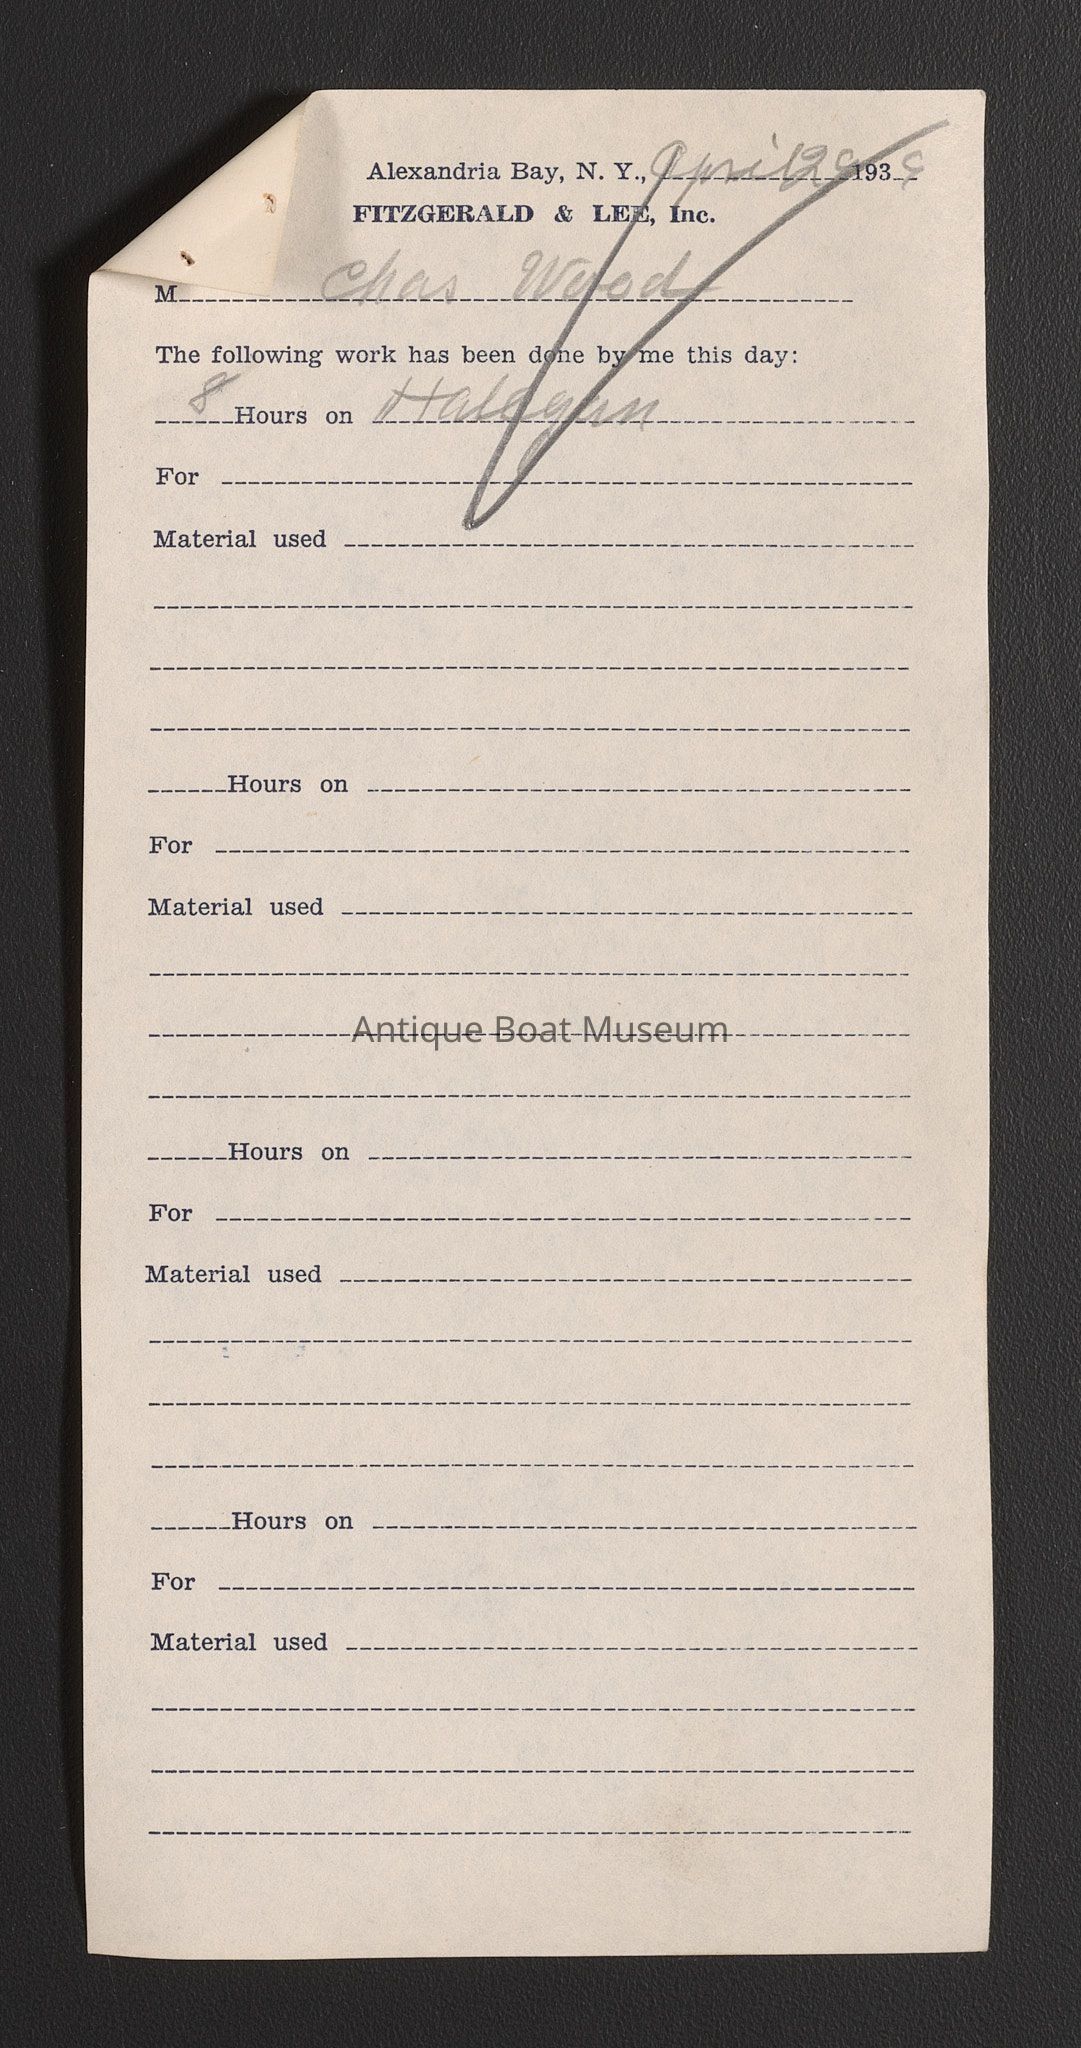 Alexandria Bay, N. Y., April 29 1939
FITZGERALD & LEE, Inc.
M Chas Wood
The following work has been done by me this day:
8 Hours on
For
Material used
Hours on
For
Material used
Antique Boat Museum
Hours on
For
Material used
Hours on
For
Material used